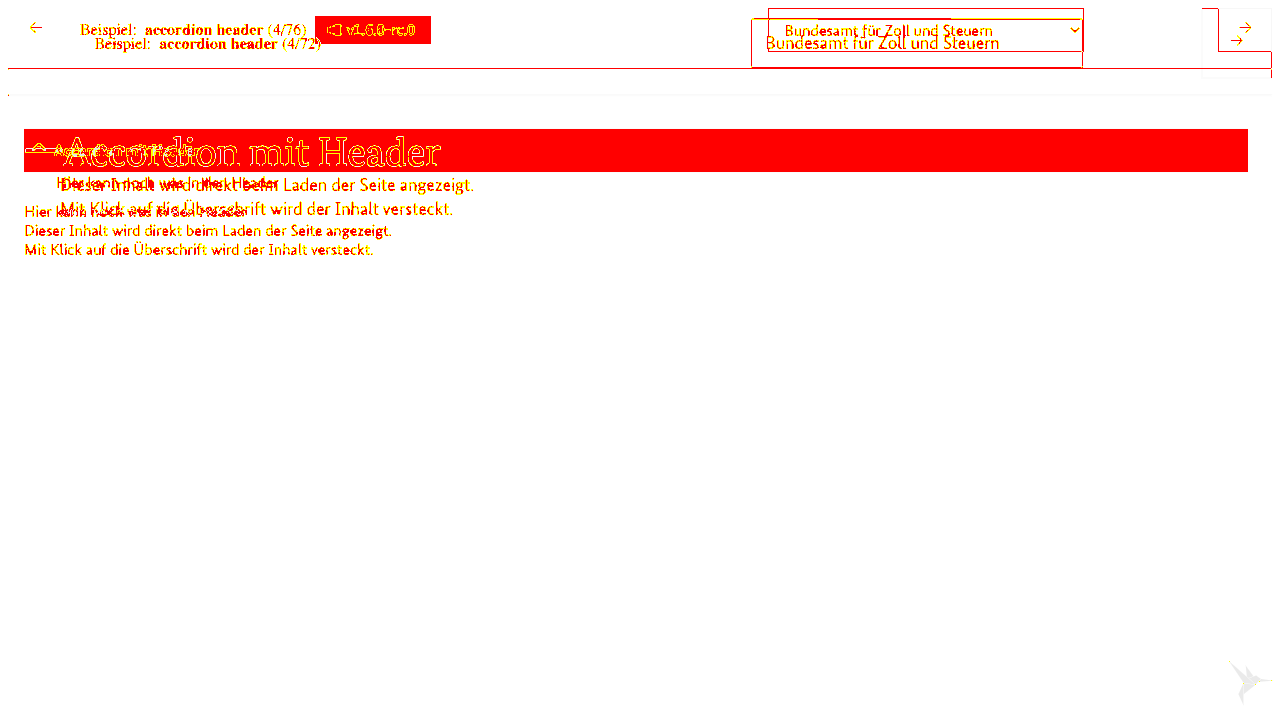 Beispiel: accordion header (4/76) v1.6.0-rc.0
Bundesamt für Zoll und Steuern
Beispiel: accordion header (4/72)
Bundesamt für Zoll und Steuern
Accordion mit Header
Accordion mit Header
Hier kann noch was in den Header
Dieser Inhalt wird direkt beim Laden der Seite angezeigt.
Mit Klick auf die Überschrift wird der Inhalt versteckt.
Hier kann noch was in den Header
Dieser Inhalt wird direkt beim Laden der Seite angezeigt.
Mit Klick auf die Überschrift wird der Inhalt versteckt.